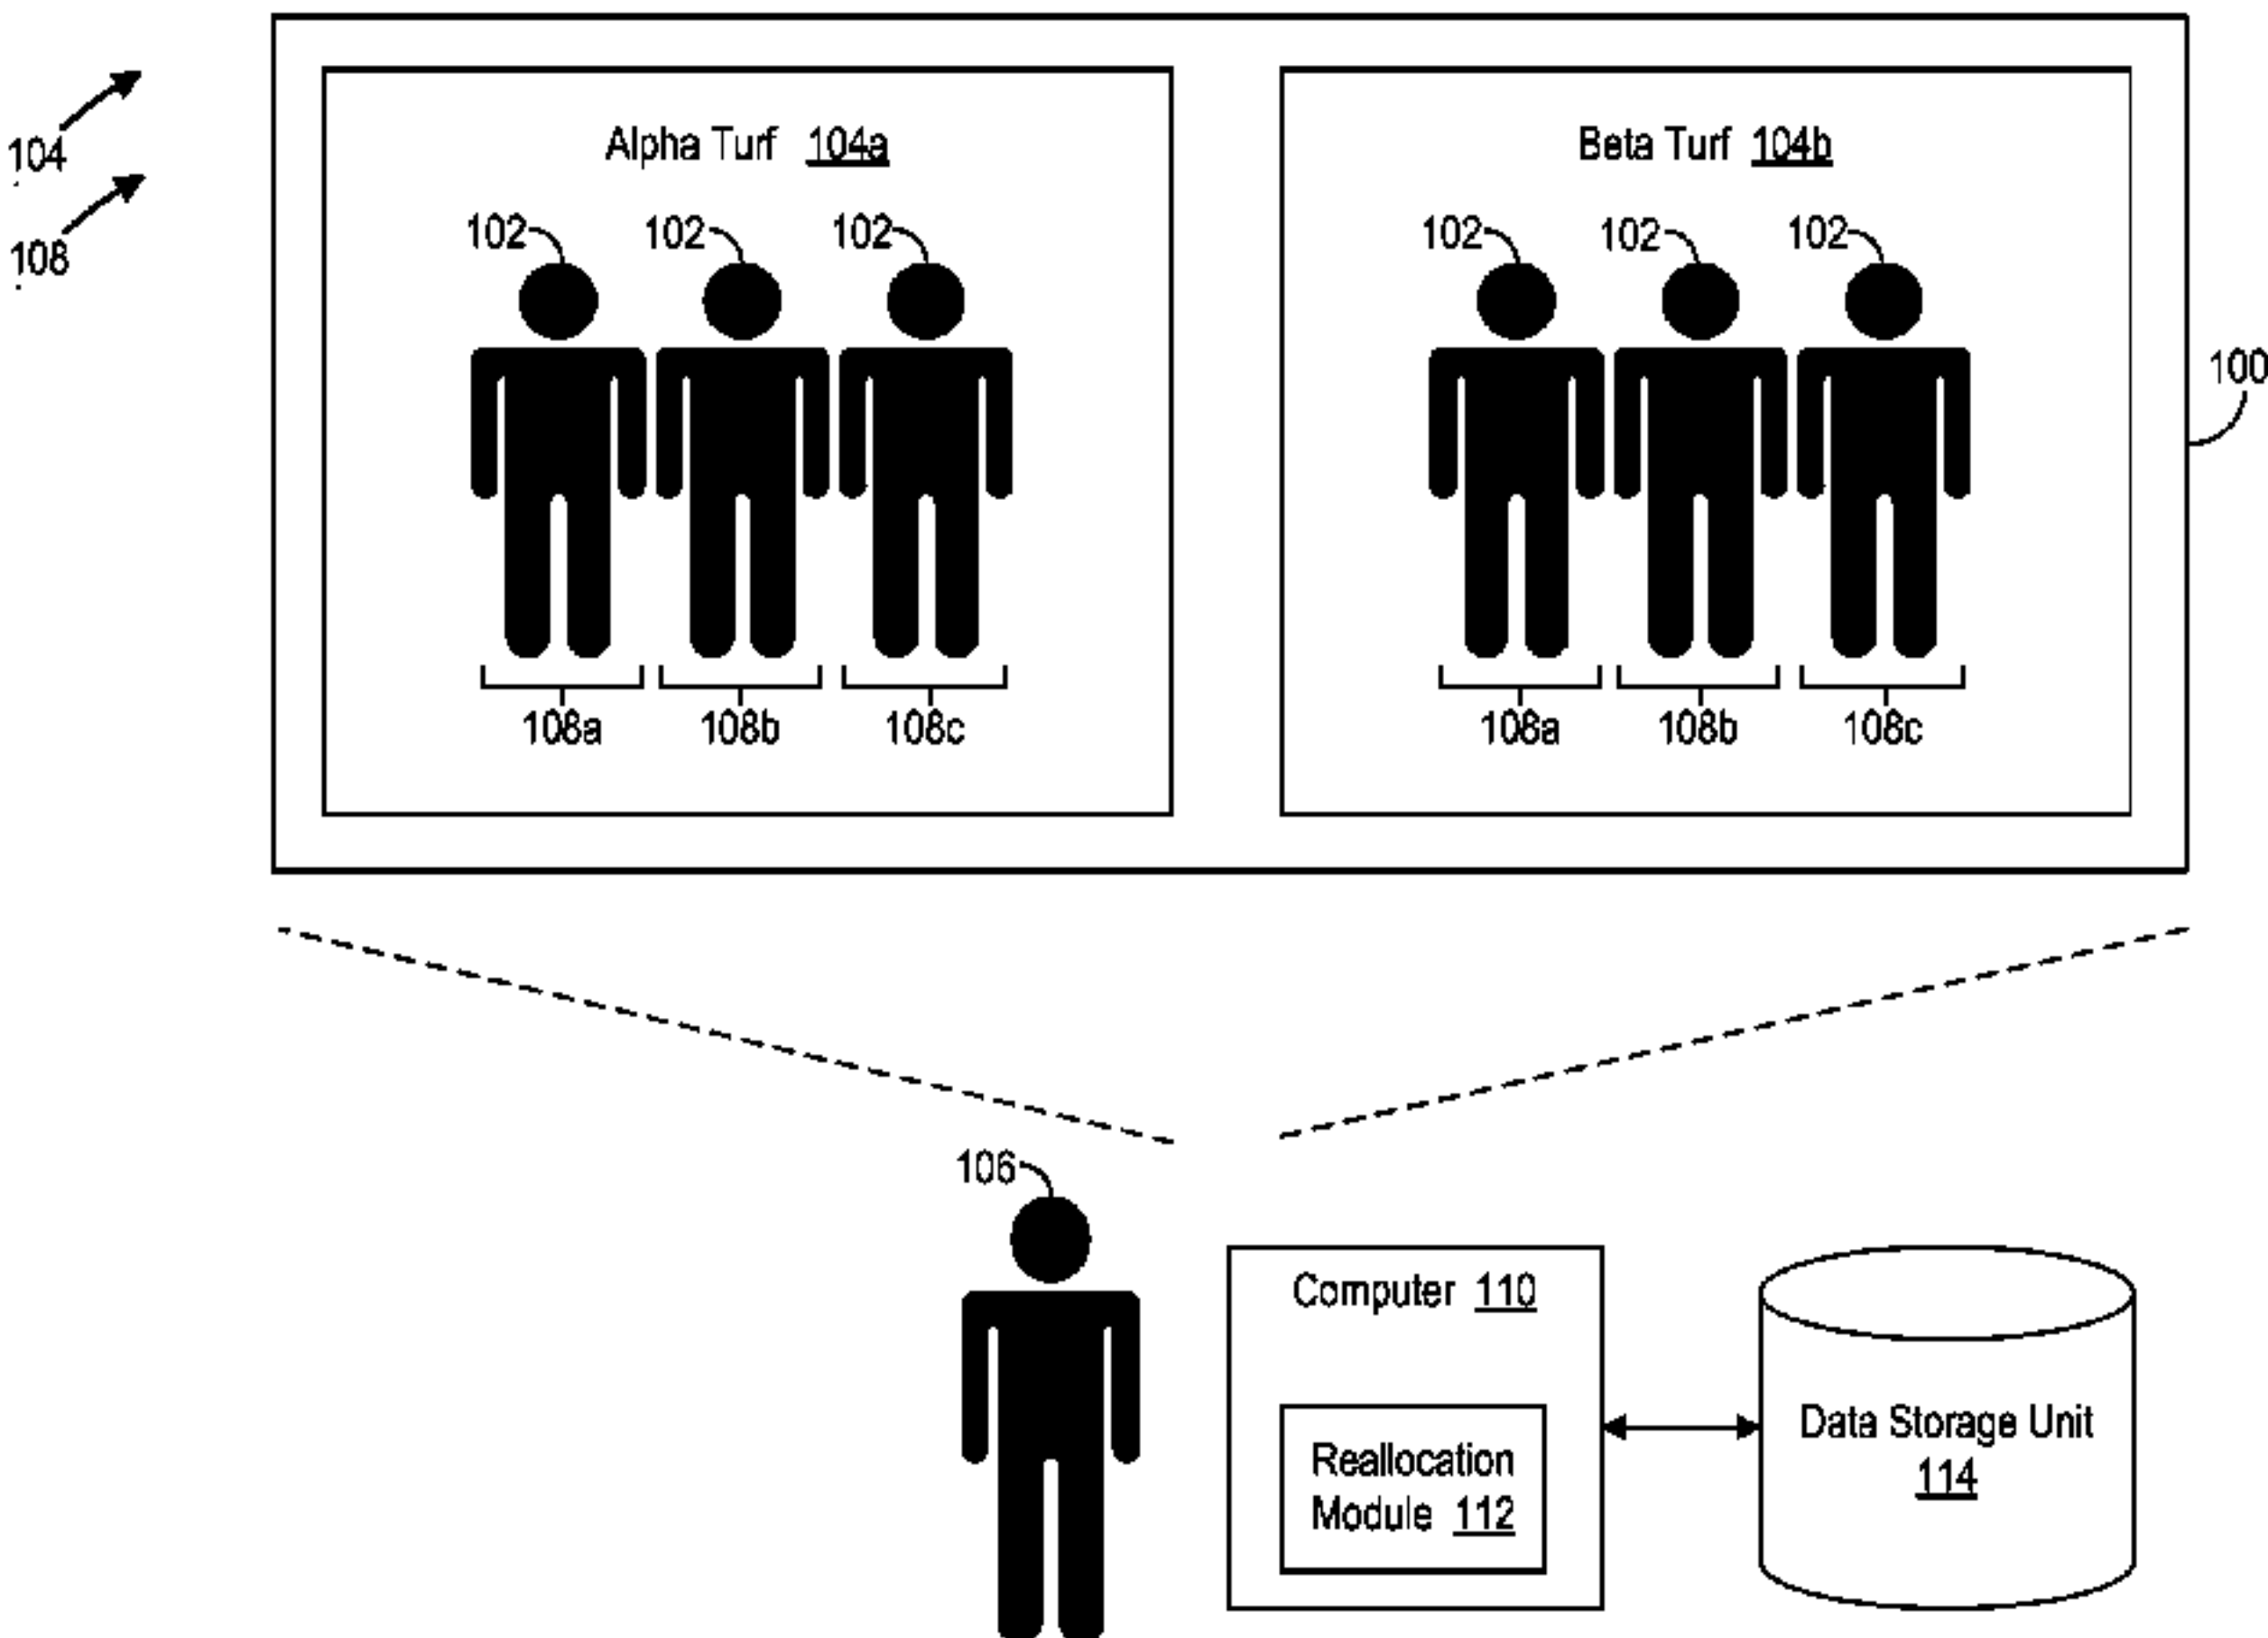 104
108
Alpha Turf 104a
102 102 102
108a 108b 108c
Beta Turf 104b
102 102 102
108a 108b 108c
100
106
Computer 110
Reallocation
Module 112
Data Storage Unit
114